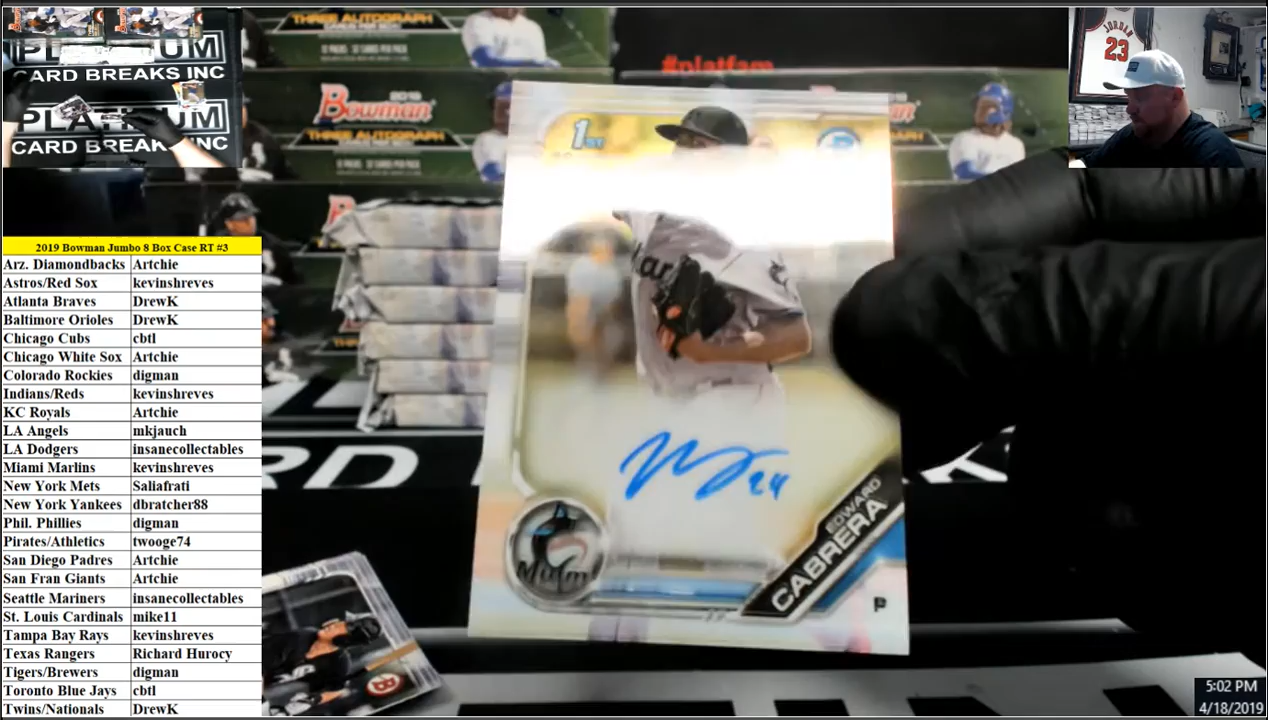 PLATINUM
CARD BREAKS INC
PLATINUM
CARD BREAKS INC
THREE AUTOGRAPH
CARDS PER BOX
#platfam
JORDAN
23
Bowman
THREE AUTOGRAPH
1ST
2019 Bowman Jumbo 8 Box Case RT #3
Arz. Diamondbacks Artchie
Astros/Red Sox kevinshreves
Atlanta Braves DrewK
Baltimore Orioles DrewK
Chicago Cubs cbtl
Chicago White Sox Artchie
Colorado Rockies digman
Indians/Reds kevinshreves
KC Royals Artchie
LA Angels mkjauch
LA Dodgers insanecollectables
Miami Marlins kevinshreves
New York Mets Saliafrati
New York Yankees dbratcher88
Phil. Phillies digman
Pirates/Athletics twooge74
San Diego Padres Artchie
San Fran Giants Artchie
Seattle Mariners insanecollectables
St. Louis Cardinals mike11
Tampa Bay Rays kevinshreves
Texas Rangers Richard Hurocy
Tigers/Brewers digman
Toronto Blue Jays cbtl
Twins/Nationals DrewK
RD
24
Miami
EDWARD
CABRERA
P
5:02 PM
4/18/2019